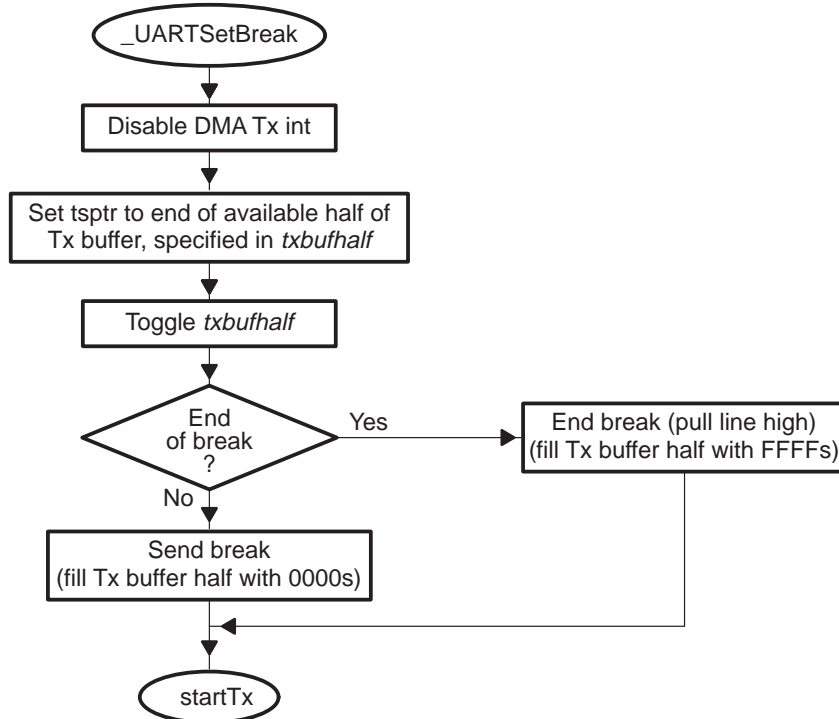 _UARTSetBreak
Disable DMA Tx int
Set tsptr to end of available half of
Tx buffer, specified in txbufhalf
Toggle txbufhalf
End
of break
?
Yes
End break (pull line high)
(fill Tx buffer half with FFFFs)
No
Send break
(fill Tx buffer half with 0000s)
startTx